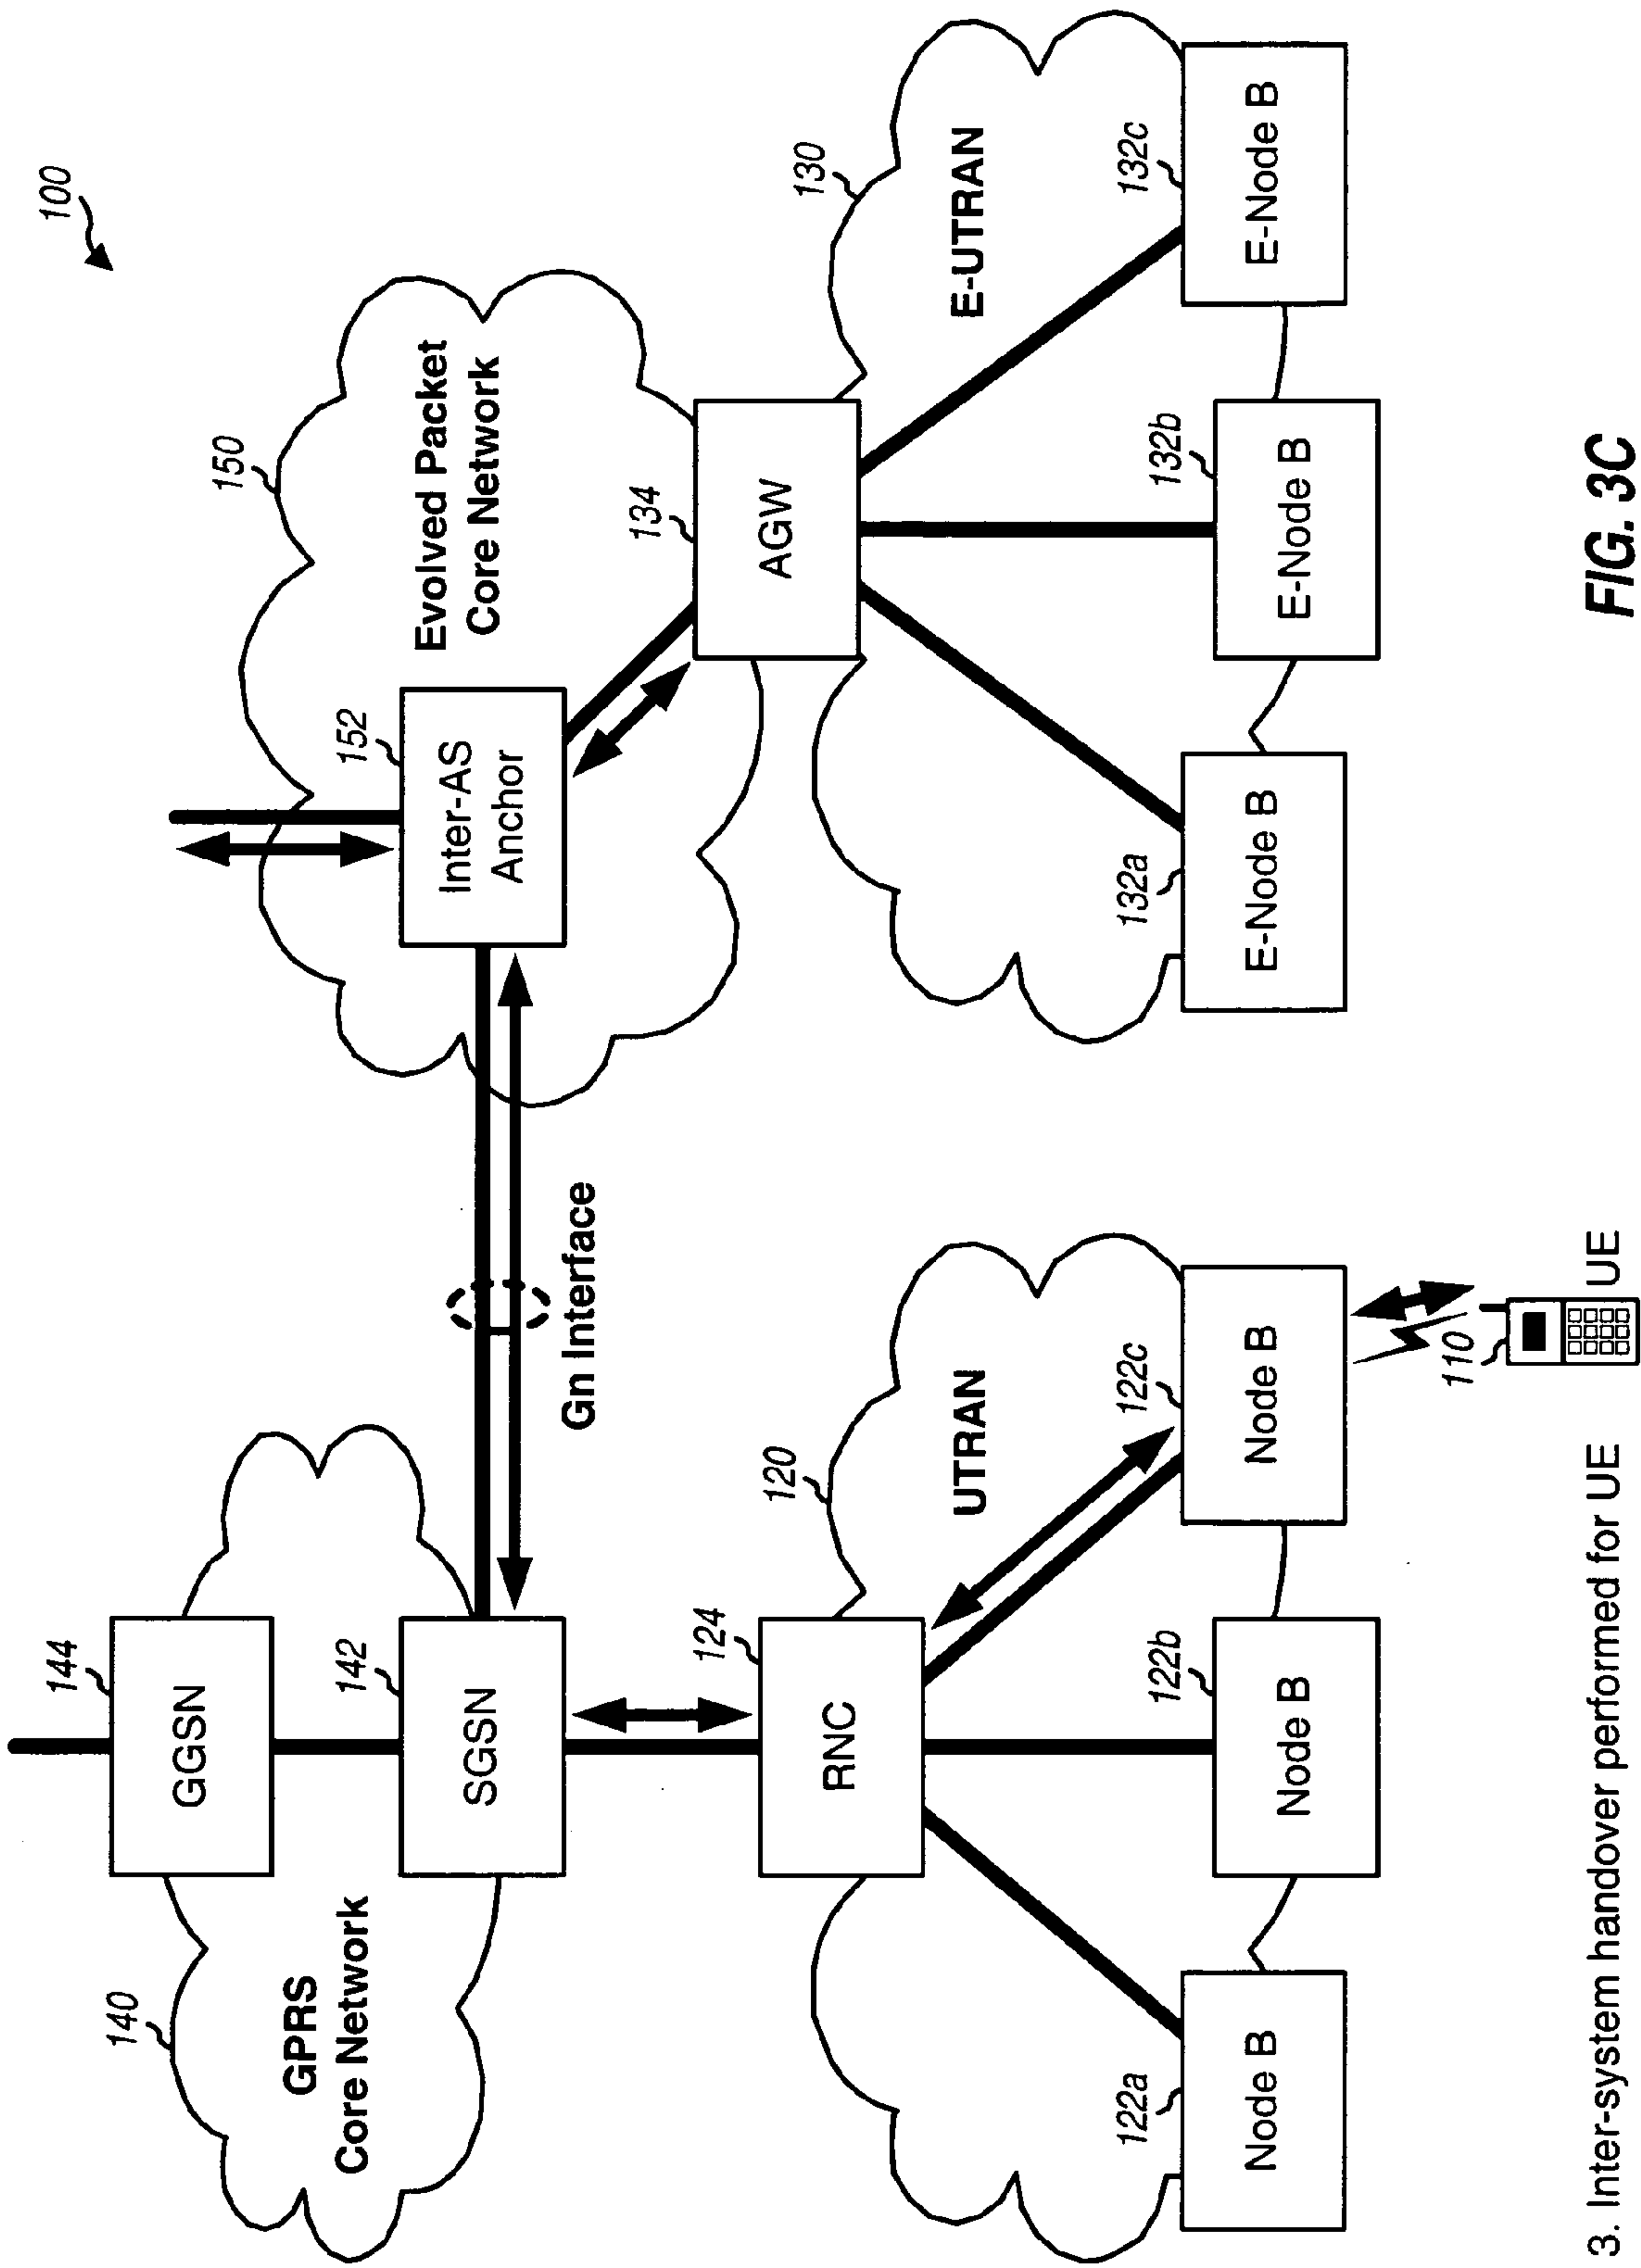 100
144
GGSN
140
GPRS
Core Network
142
SGSN
Gn Interface
150
Evolved Packet
Core Network
152
Inter-AS
Anchor
124
RNC
120
UTRAN
122a
Node B
122b
Node B
122c
Node B
110
UE
134
AGW
130
E-UTRAN
132a
E-Node B
132b
E-Node B
132c
E-Node B
3. Inter-system handover performed for UE
FIG. 3C